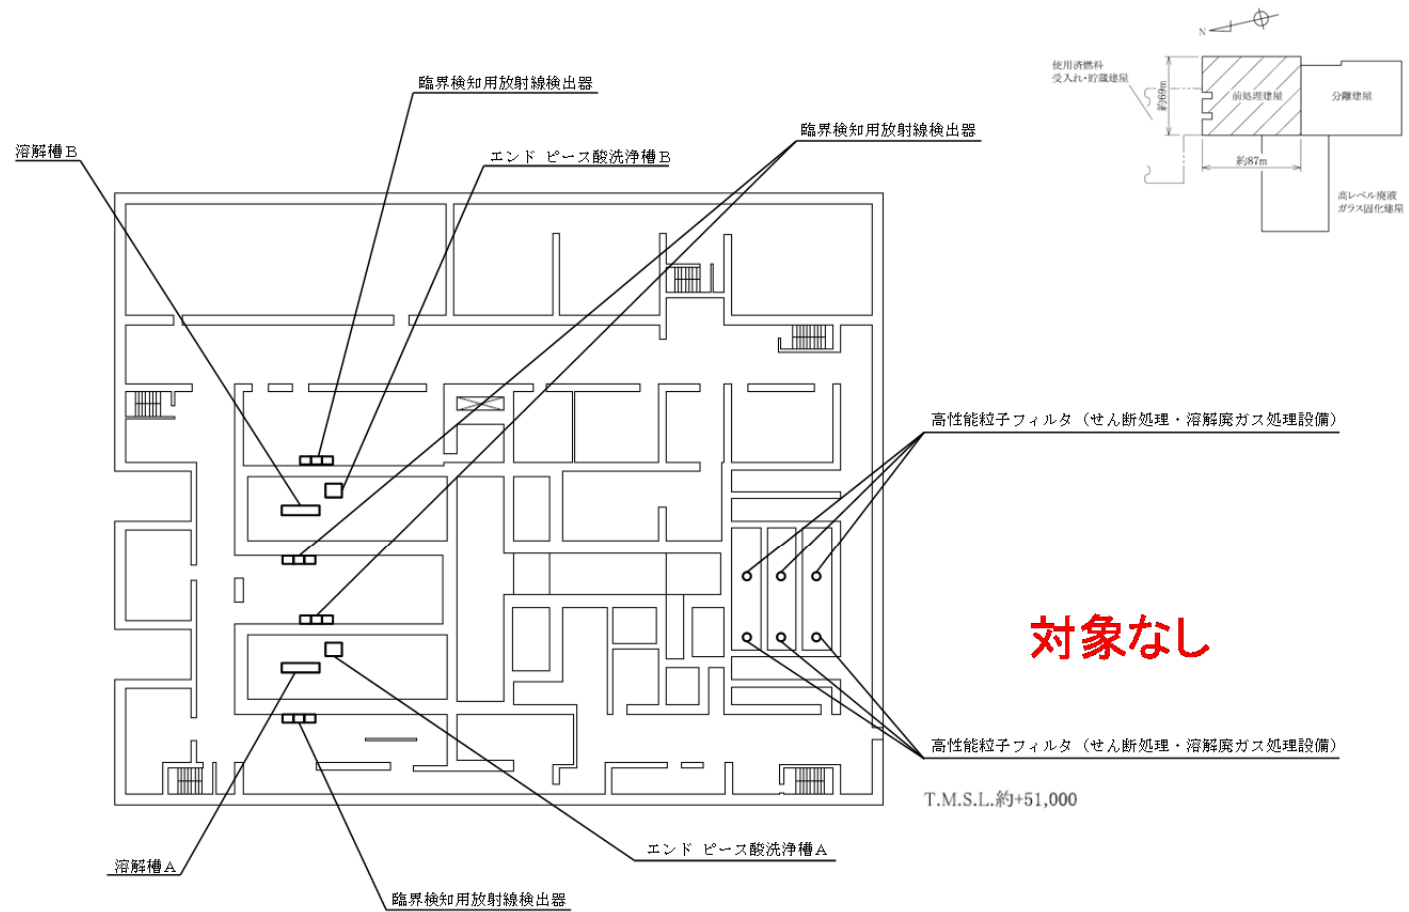 臨界検知用放射線検出器
溶解槽B
エンド ピース酸洗浄槽B
臨界検知用放射線検出器
N
使用済燃料
受入れ・貯蔵建屋
約69m
前処理建屋
分離建屋
約87m
高レベル廃液
ガラス固化建屋
高性能粒子フィルタ（せん断処理・溶解廃ガス処理設備）
対象なし
高性能粒子フィルタ（せん断処理・溶解廃ガス処理設備）
T.M.S.L.約+51,000
エンド ピース酸洗浄槽A
溶解槽A
臨界検知用放射線検出器